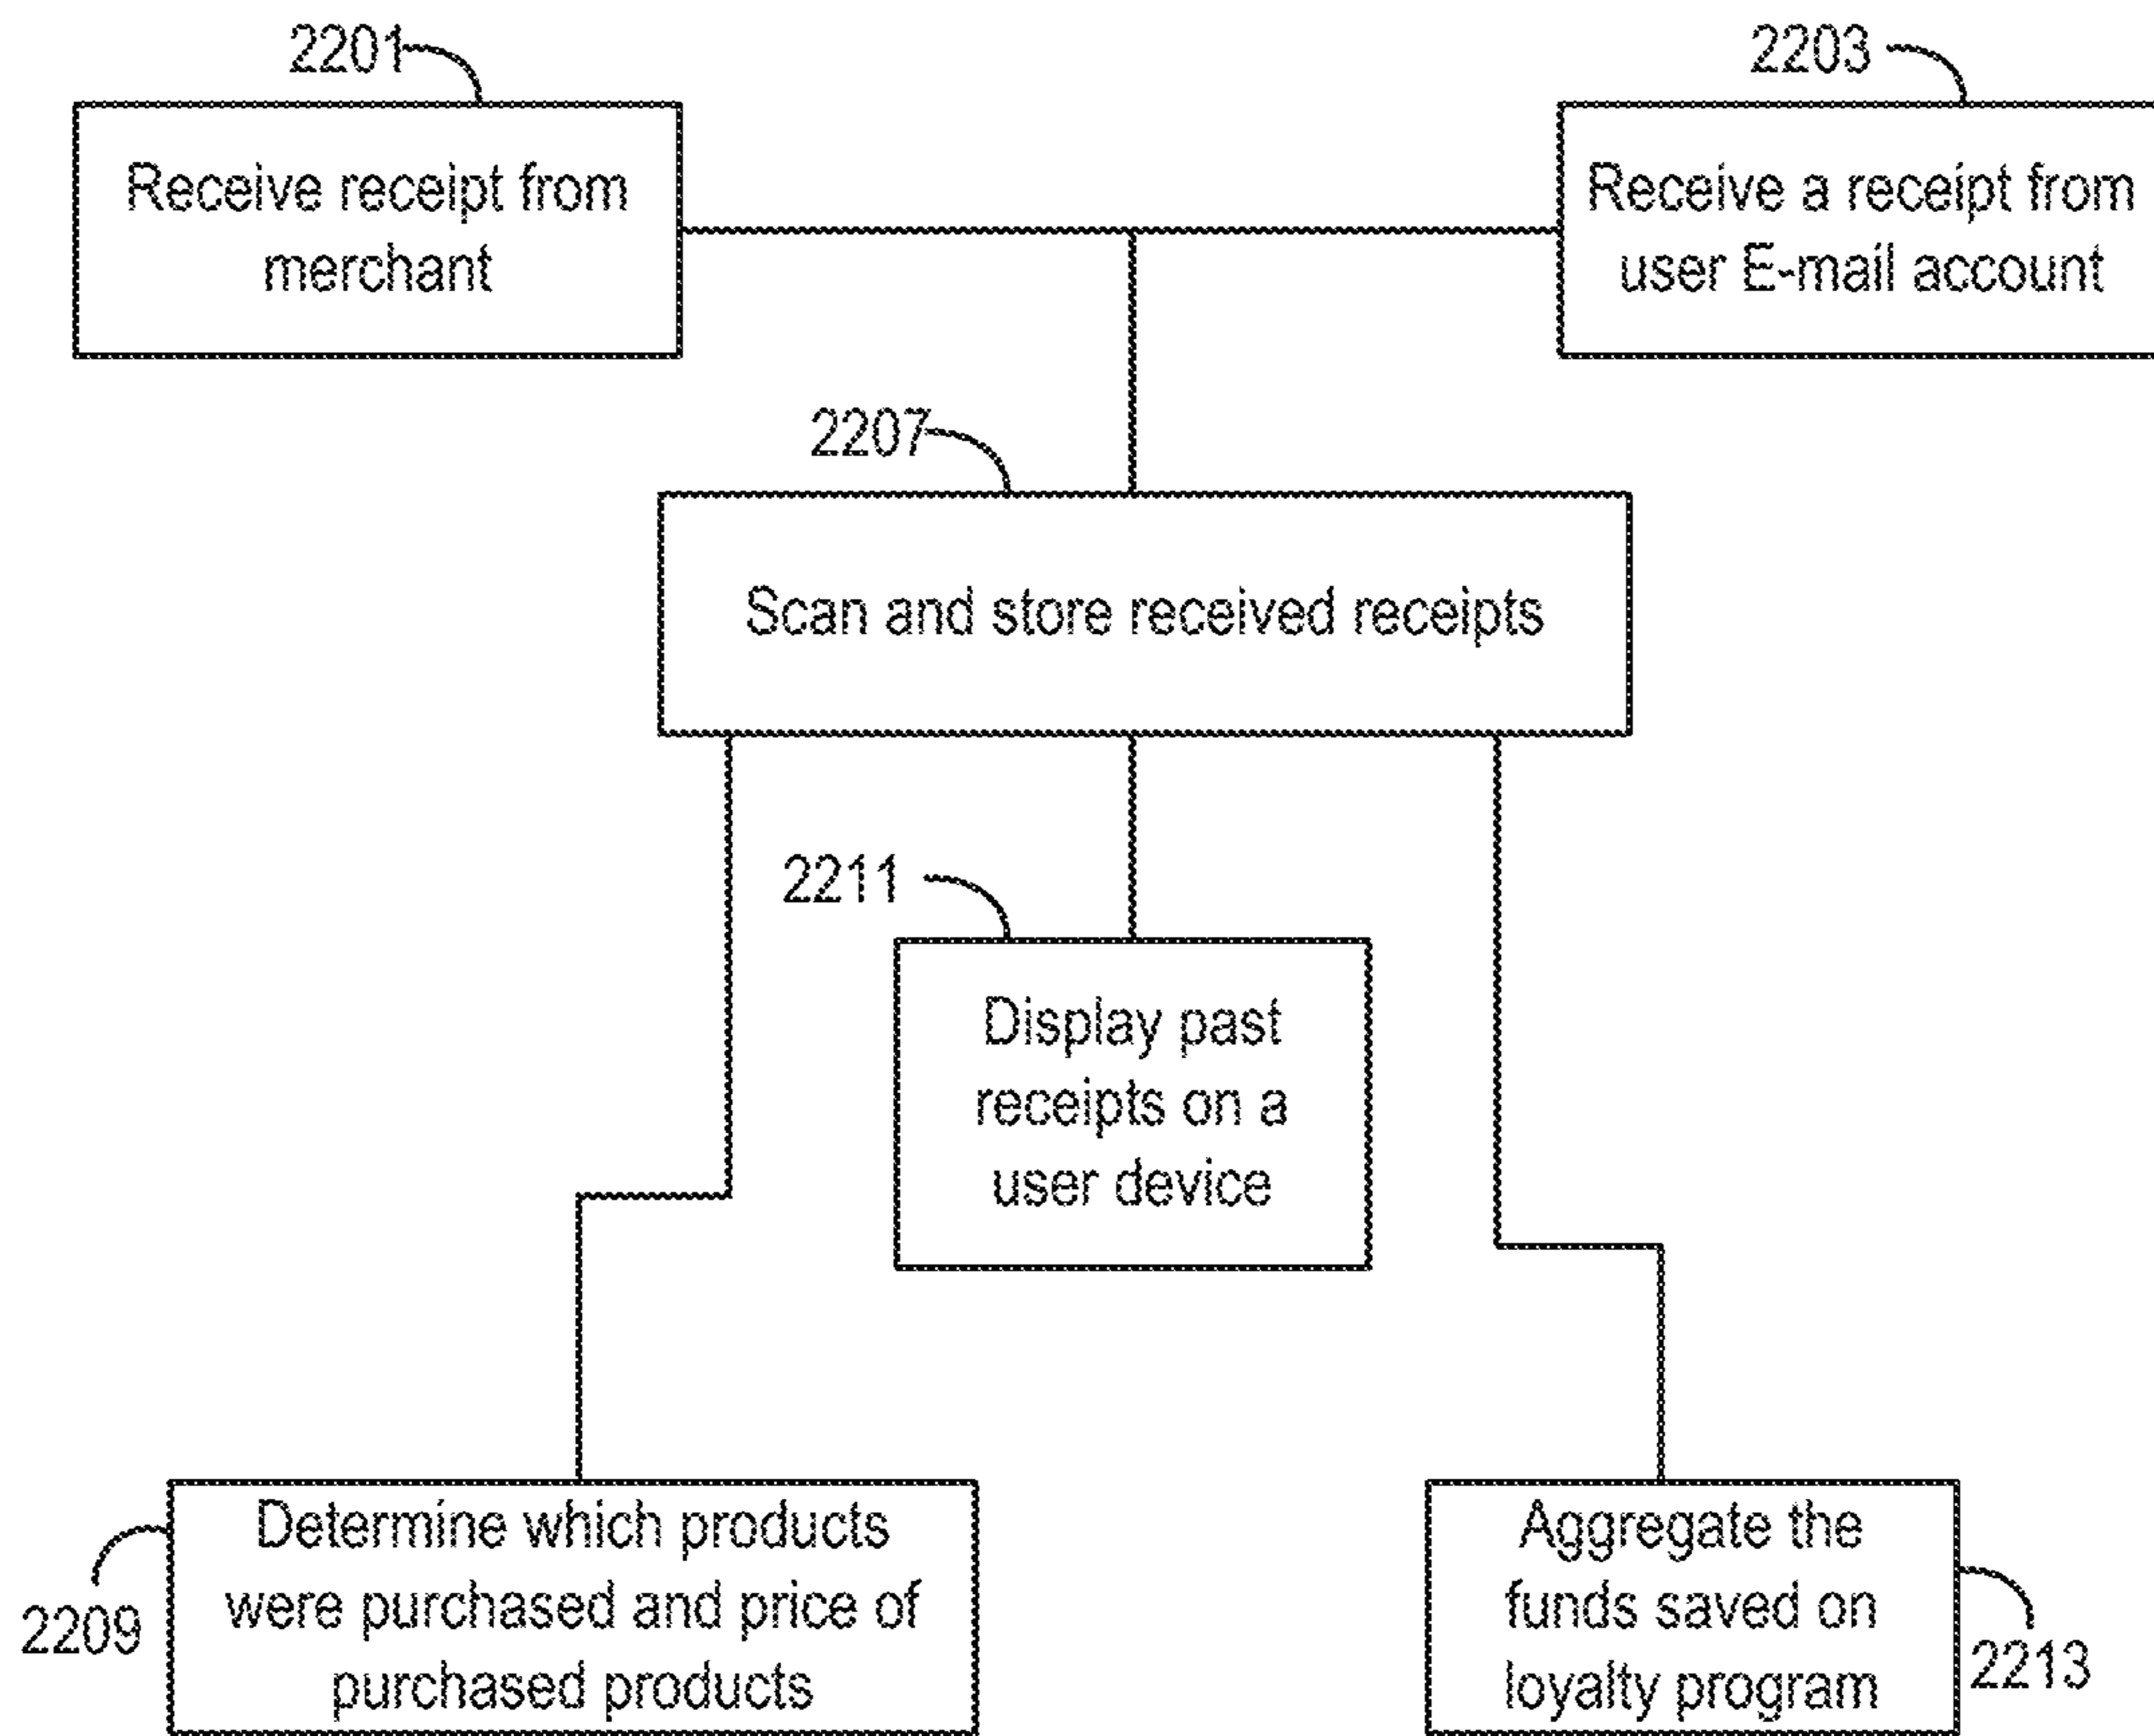 2201
2203
Receive receipt from
merchant
Receive a receipt from
user E-mail account
2207
Scan and store received receipts
2211
Display past
receipts on a
user device
Determine which products
were purchased and price of
purchased products
2209
Aggregate the
funds saved on
loyalty program
2213